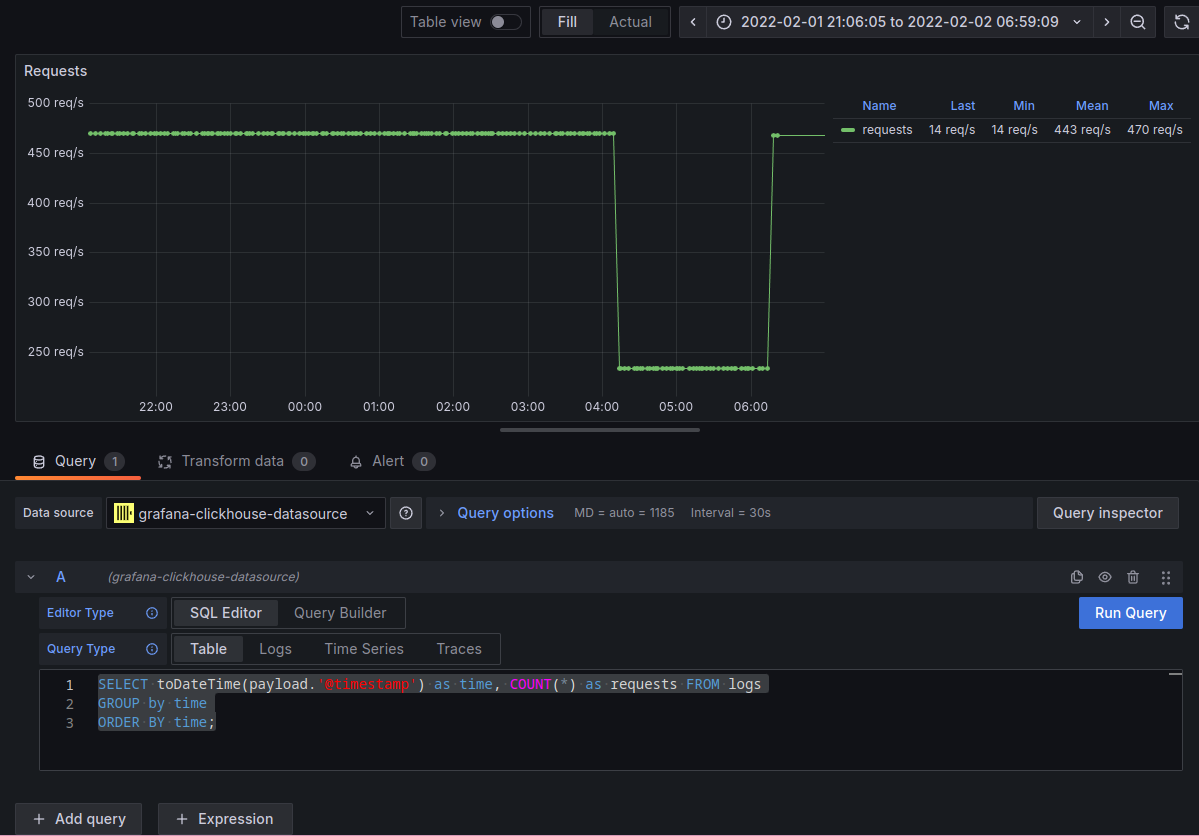 Table view Fill Actual 2022-02-01 21:06:05 to 2022-02-02 06:59:09
Requests
500 req/s
450 req/s
400 req/s
350 req/s
300 req/s
250 req/s
22:00 23:00 00:00 01:00 02:00 03:00 04:00 05:00 06:00
Name Last Min Mean Max
requests 14 req/s 14 req/s 443 req/s 470 req/s
Query 1 Transform data 0 Alert 0
Data source grafana-clickhouse-datasource Query options MD = auto = 1185 Interval = 30s Query inspector
A (grafana-clickhouse-datasource)
Editor Type SQL Editor Query Builder Run Query
Query Type Table Logs Time Series Traces
1 SELECT toDateTime(payload.'@timestamp') as time, COUNT(*) as requests FROM logs
2 GROUP by time
3 ORDER BY time;
+ Add query + Expression